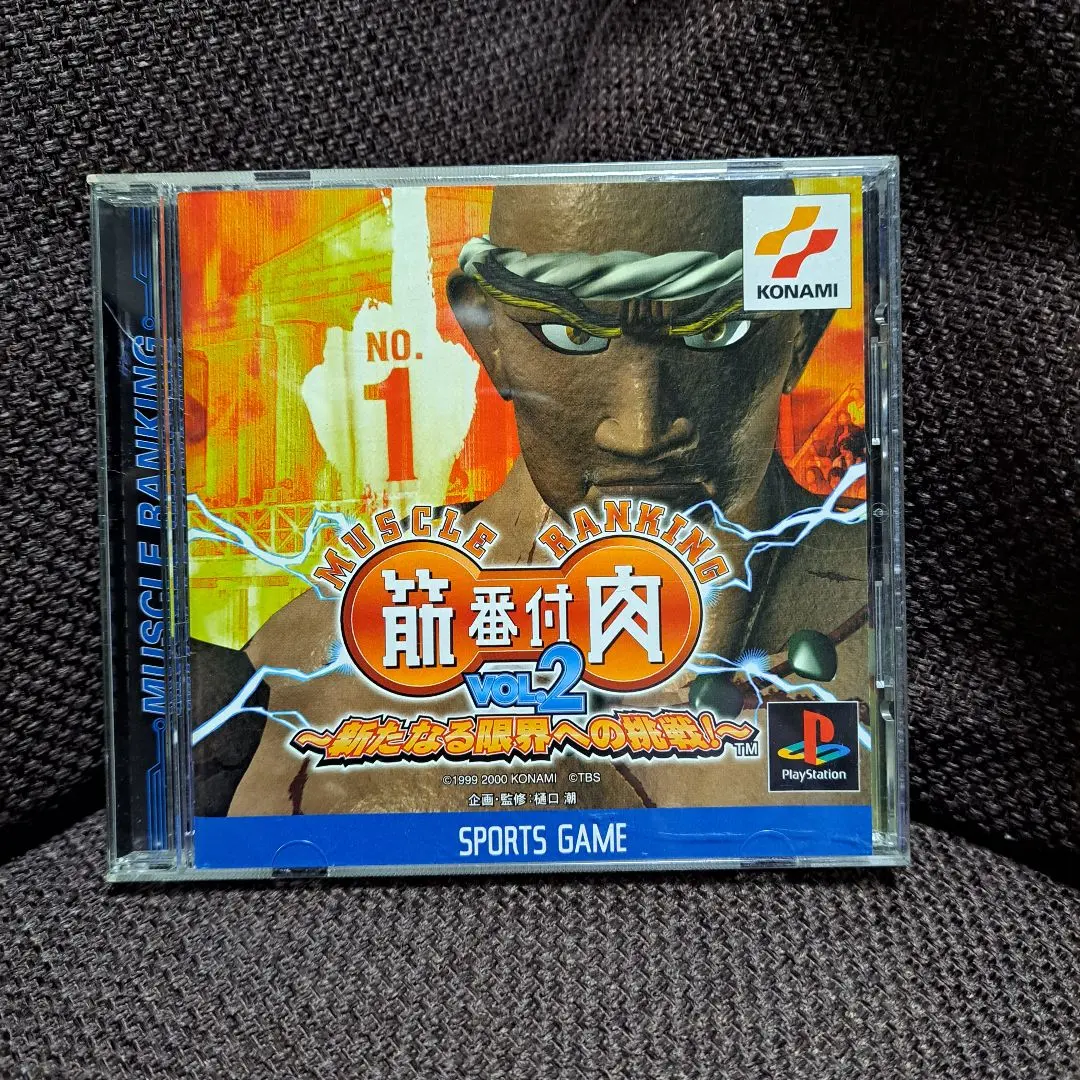 MUSCLE RANKING
KONAMI
NO.
1
MUSCLE RANKING
筋番付肉
VOL.2
～新たなる限界への挑戦!～
TM
PlayStation
©1999 2000 KONAMI ©TBS
企画・監修：樋口 潮
SPORTS GAME